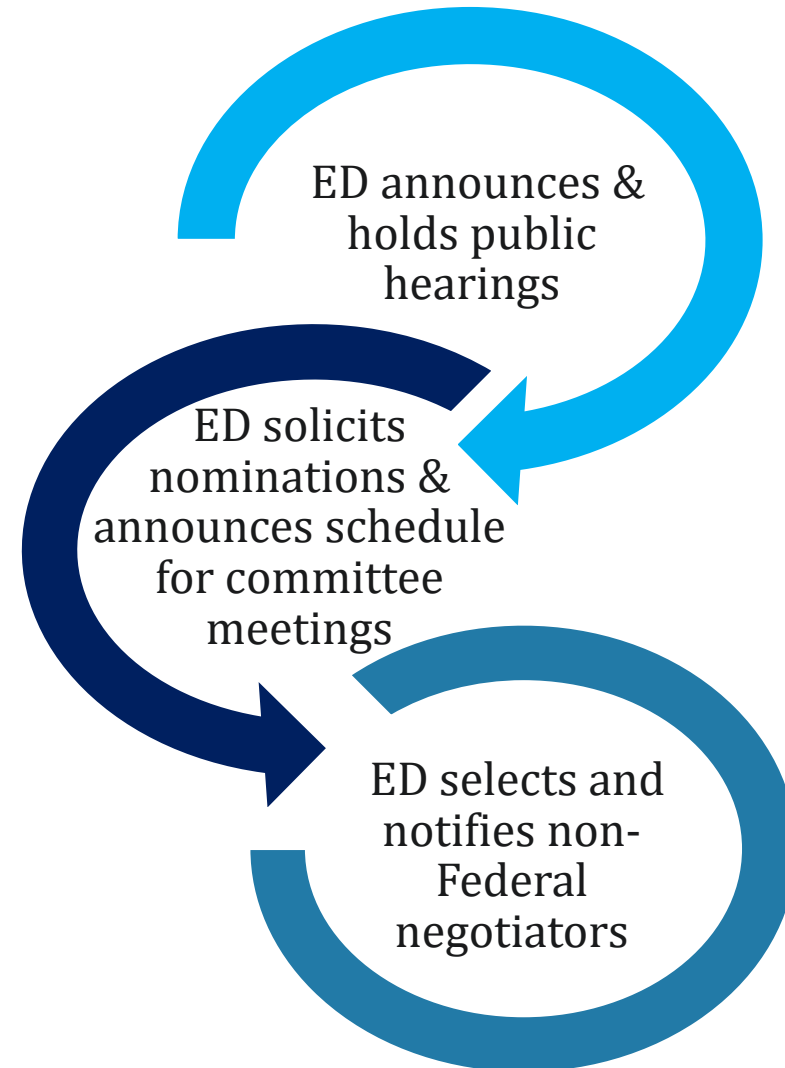 ED announces &
holds public
hearings
ED solicits
nominations &
announces schedule
for committee
meetings
ED selects and
notifies non-
Federal
negotiators